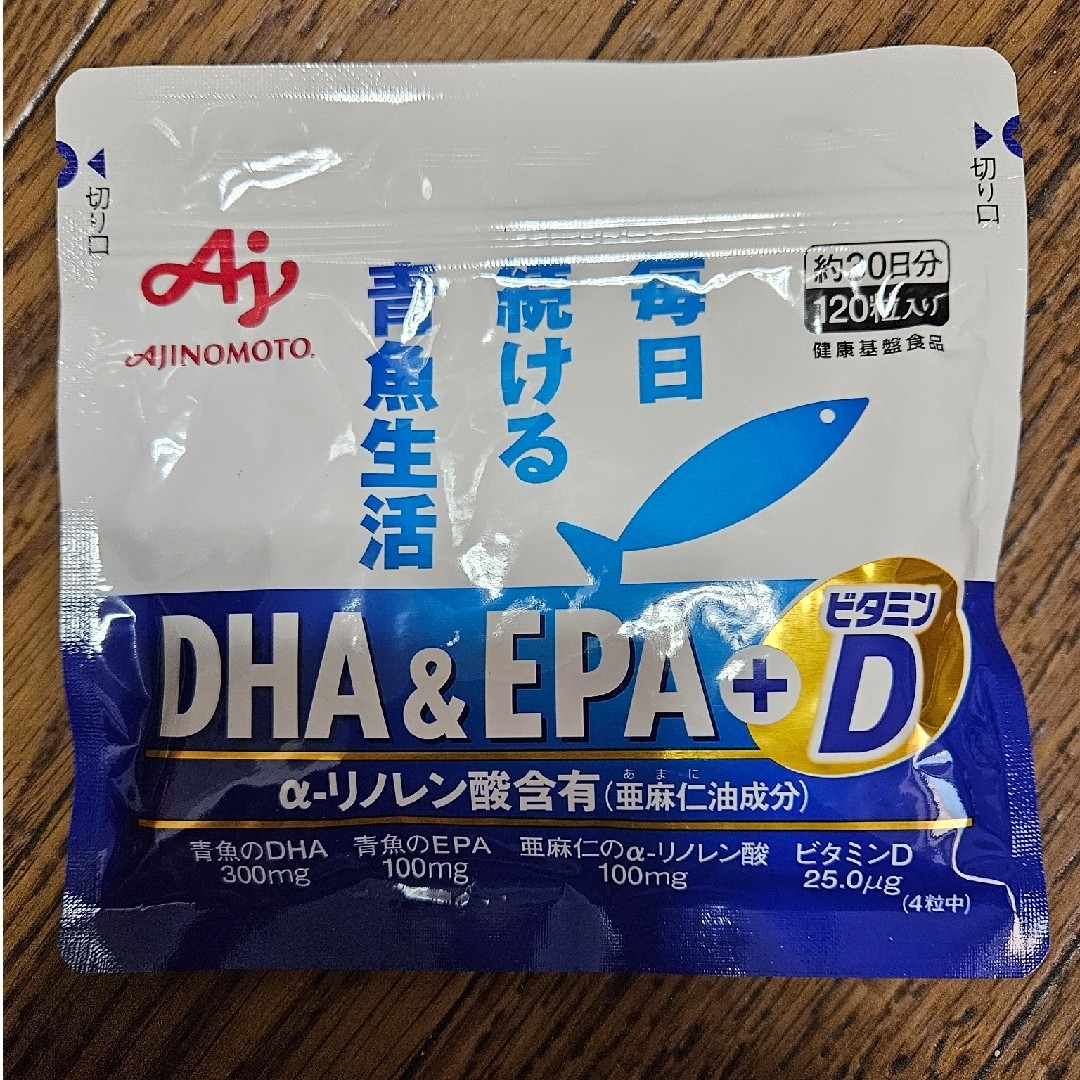 切り口
切り口
Aj
AJINOMOTO®
毎日
続ける
青魚生活
約30日分
120粒入り
健康基盤食品
DHA&EPA+ビタミンD
あまに
α-リノレン酸含有(亜麻仁油成分)
青魚のDHA
300mg
青魚のEPA
100mg
亜麻仁のα-リノレン酸
100mg
ビタミンD
25.0μg
(4粒中)